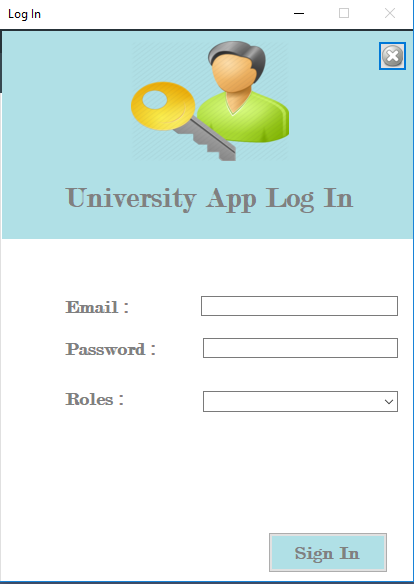 Log In
University App Log In
Email :
Password :
Roles :
Sign In